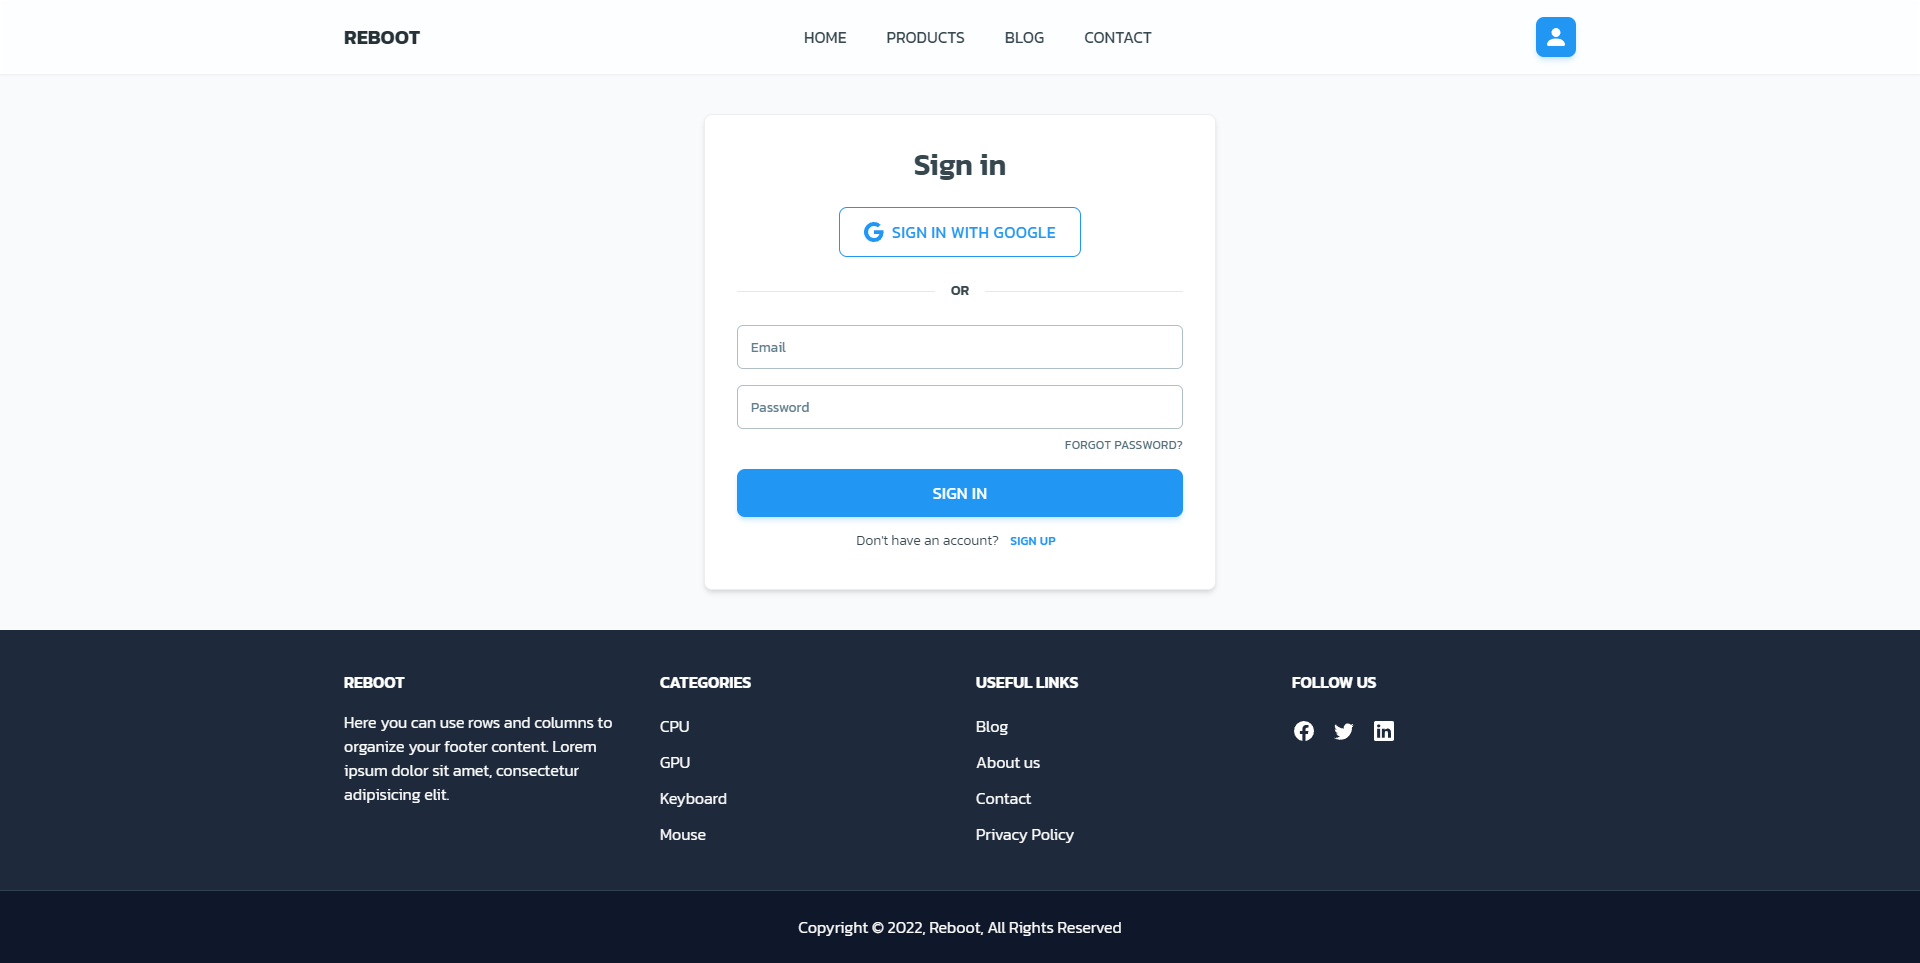 REBOOT
HOME PRODUCTS BLOG CONTACT
Sign in
SIGN IN WITH GOOGLE
OR
Email
Password
FORGOT PASSWORD?
SIGN IN
Don't have an account? SIGN UP
REBOOT
Here you can use rows and columns to
organize your footer content. Lorem
ipsum dolor sit amet, consectetur
adipisicing elit.
CATEGORIES
CPU
GPU
Keyboard
Mouse
USEFUL LINKS
Blog
About us
Contact
Privacy Policy
FOLLOW US
Copyright © 2022, Reboot, All Rights Reserved